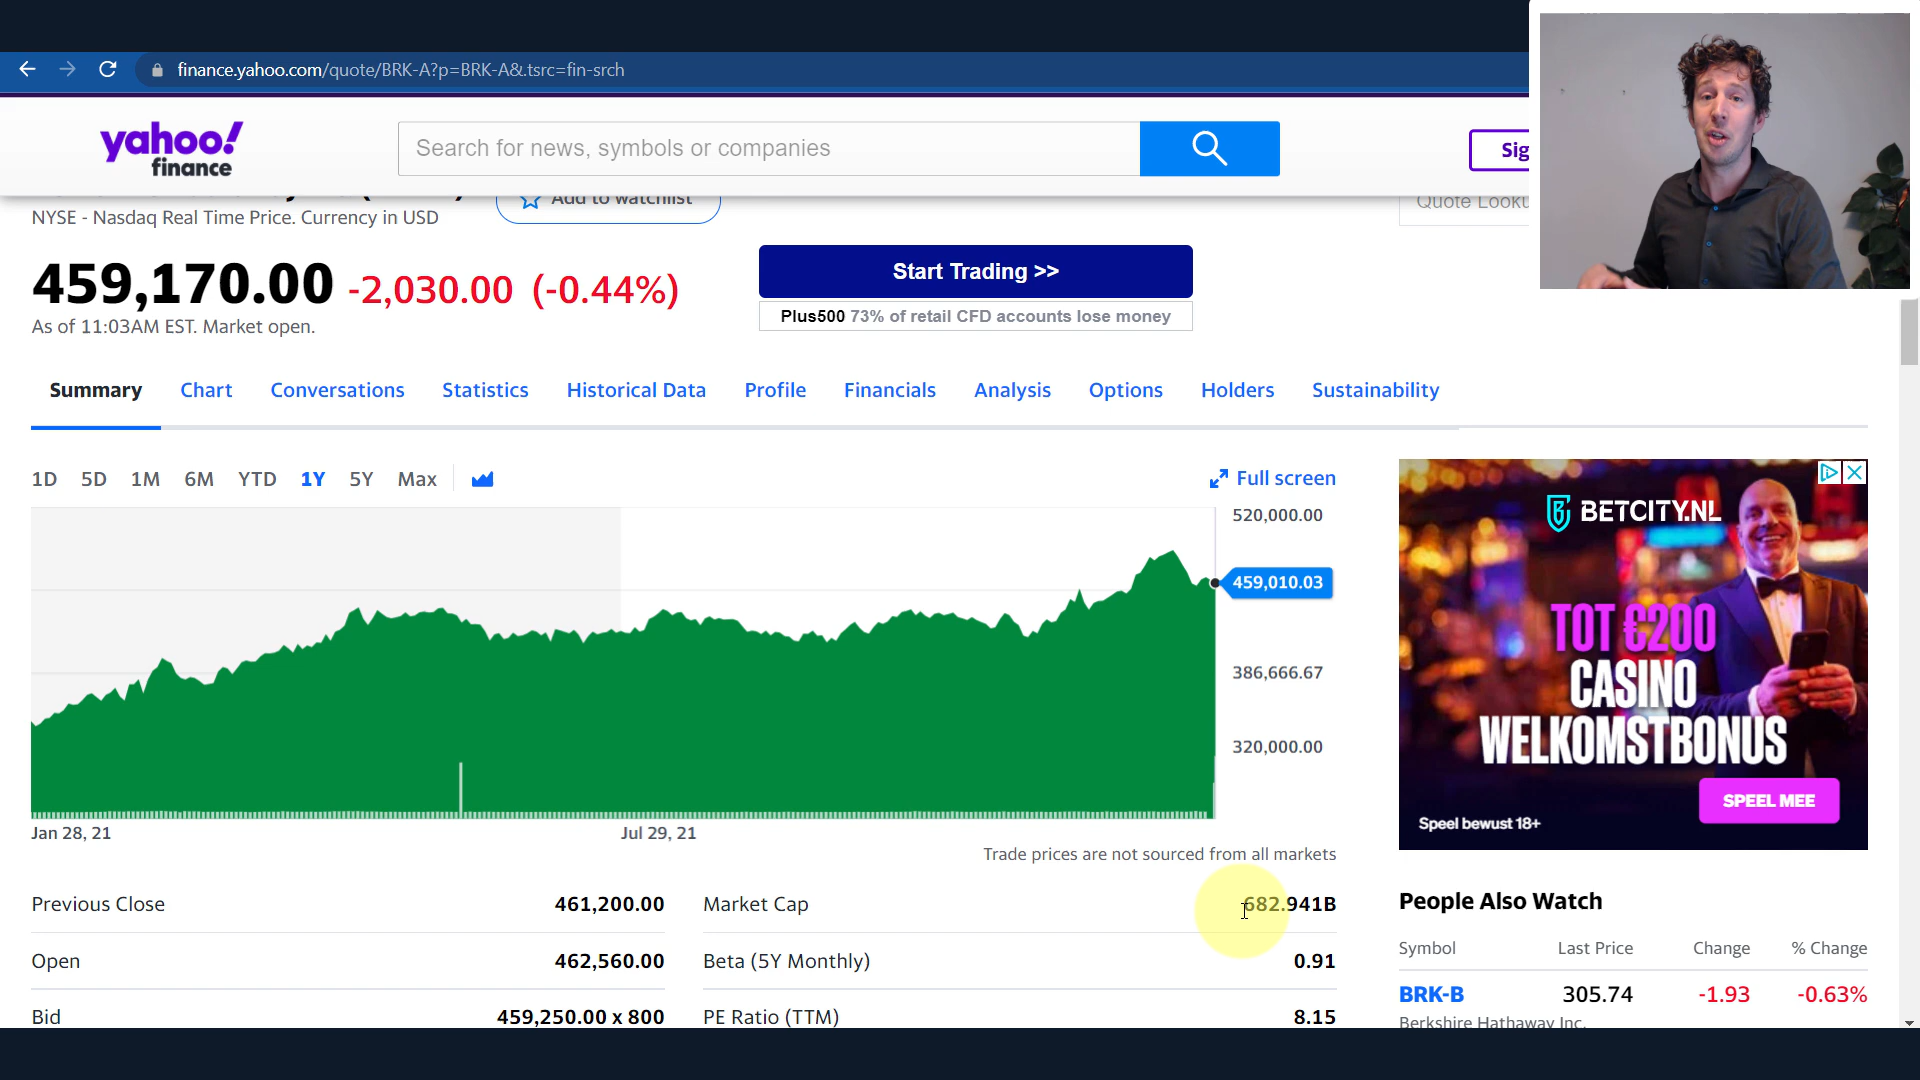 finance.yahoo.com/quote/BRK-A?p=BRK-A&.tsrc=fin-srch
yahoo!
finance
Search for news, symbols or companies
Sig
Add to watchlist
NYSE - Nasdaq Real Time Price. Currency in USD
Quote Looku
459,170.00 -2,030.00 (-0.44%)
As of 11:03AM EST. Market open.
Start Trading >>
Plus500 73% of retail CFD accounts lose money
Summary Chart Conversations Statistics Historical Data Profile Financials Analysis Options Holders Sustainability
1D 5D 1M 6M YTD 1Y 5Y Max
Full screen
520,000.00
459,010.03
386,666.67
320,000.00
Jan 28, 21 Jul 29, 21
Trade prices are not sourced from all markets
Previous Close 461,200.00
Open 462,560.00
Bid 459,250.00 x 800
Market Cap 682.941B
Beta (5Y Monthly) 0.91
PE Ratio (TTM) 8.15
BETCITY.NL
TOT €200
CASINO
WELKOMSTBONUS
SPEEL MEE
Speel bewust 18+
People Also Watch
Symbol Last Price Change % Change
BRK-B 305.74 -1.93 -0.63%
Berkshire Hathaway Inc.